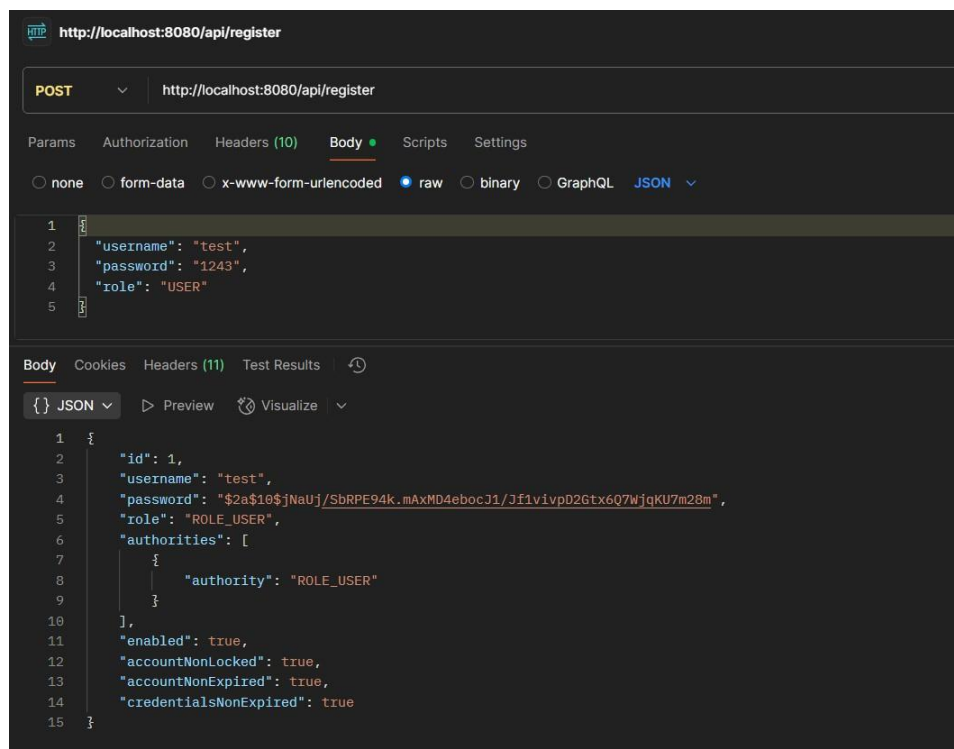 HTTP http://localhost:8080/api/register
POST http://localhost:8080/api/register
Params Authorization Headers (10) Body Scripts Settings
none form-data x-www-form-urlencoded raw binary GraphQL JSON
1 {
2 "username": "test",
3 "password": "1243",
4 "role": "USER"
5 }
Body Cookies Headers (11) Test Results
{} JSON Preview Visualize
1 {
2 "id": 1,
3 "username": "test",
4 "password": "$2a$10$jNaUj/SbRPE94k.mAxMD4ebocJ1/Jf1vivpD2Gtx6Q7WjqKU7m28m",
5 "role": "ROLE_USER",
6 "authorities": [
7 {
8 "authority": "ROLE_USER"
9 }
10 ],
11 "enabled": true,
12 "accountNonLocked": true,
13 "accountNonExpired": true,
14 "credentialsNonExpired": true
15 }